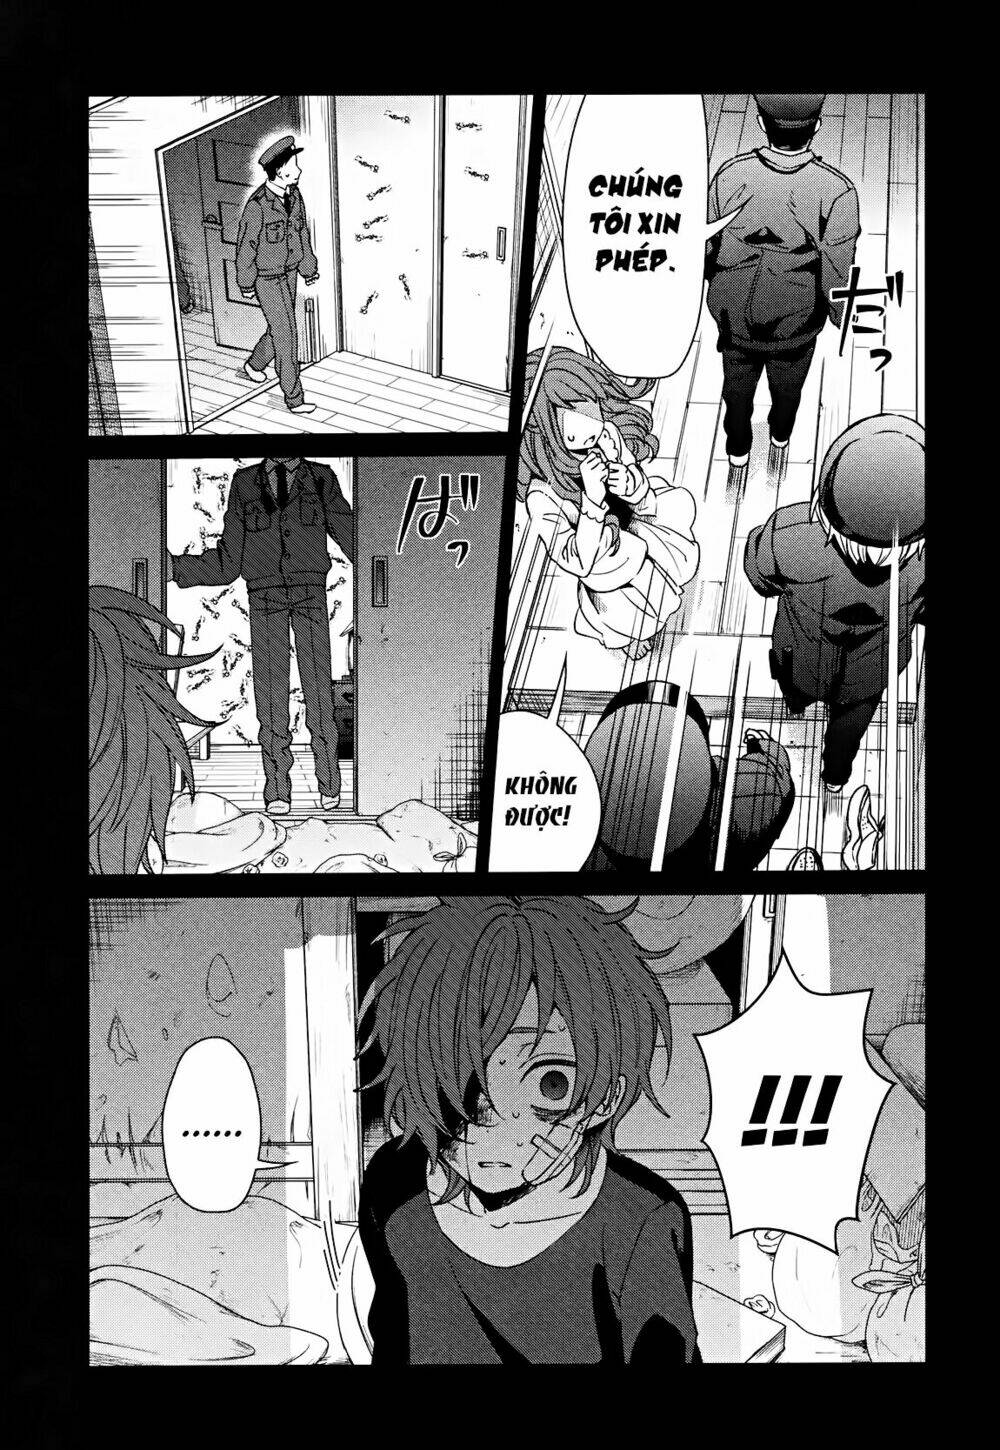 CHÚNG
TÔI XIN
PHÉP.
だっ
KHÔNG
ĐƯỢC!
ばっ
!!!
......